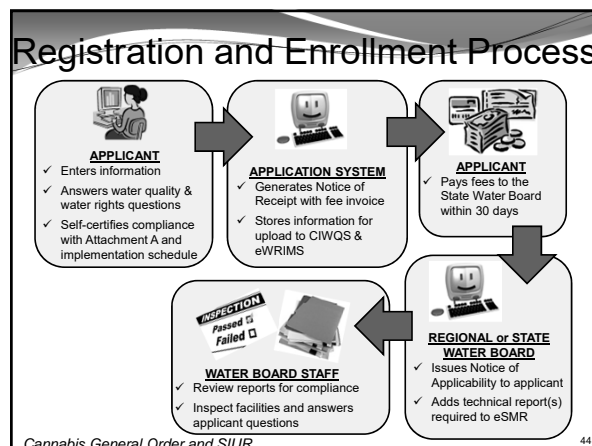 Registration and Enrollment Process
APPLICANT
✓ Enters information
✓ Answers water quality &
water rights questions
✓ Self-certifies compliance
with Attachment A and
implementation schedule
APPLICATION SYSTEM
✓ Generates Notice of
Receipt with fee invoice
✓ Stores information for
upload to CIWQS &
eWRIMS
APPLICANT
✓ Pays fees to the
State Water Board
within 30 days
REGIONAL or STATE
WATER BOARD
✓ Issues Notice of
Applicability to applicant
✓ Adds technical report(s)
required to eSMR
INSPECTION
Passed
Failed
WATER BOARD STAFF
✓ Review reports for compliance
✓ Inspect facilities and answers
applicant questions
Cannabis General Order and SIUR
44